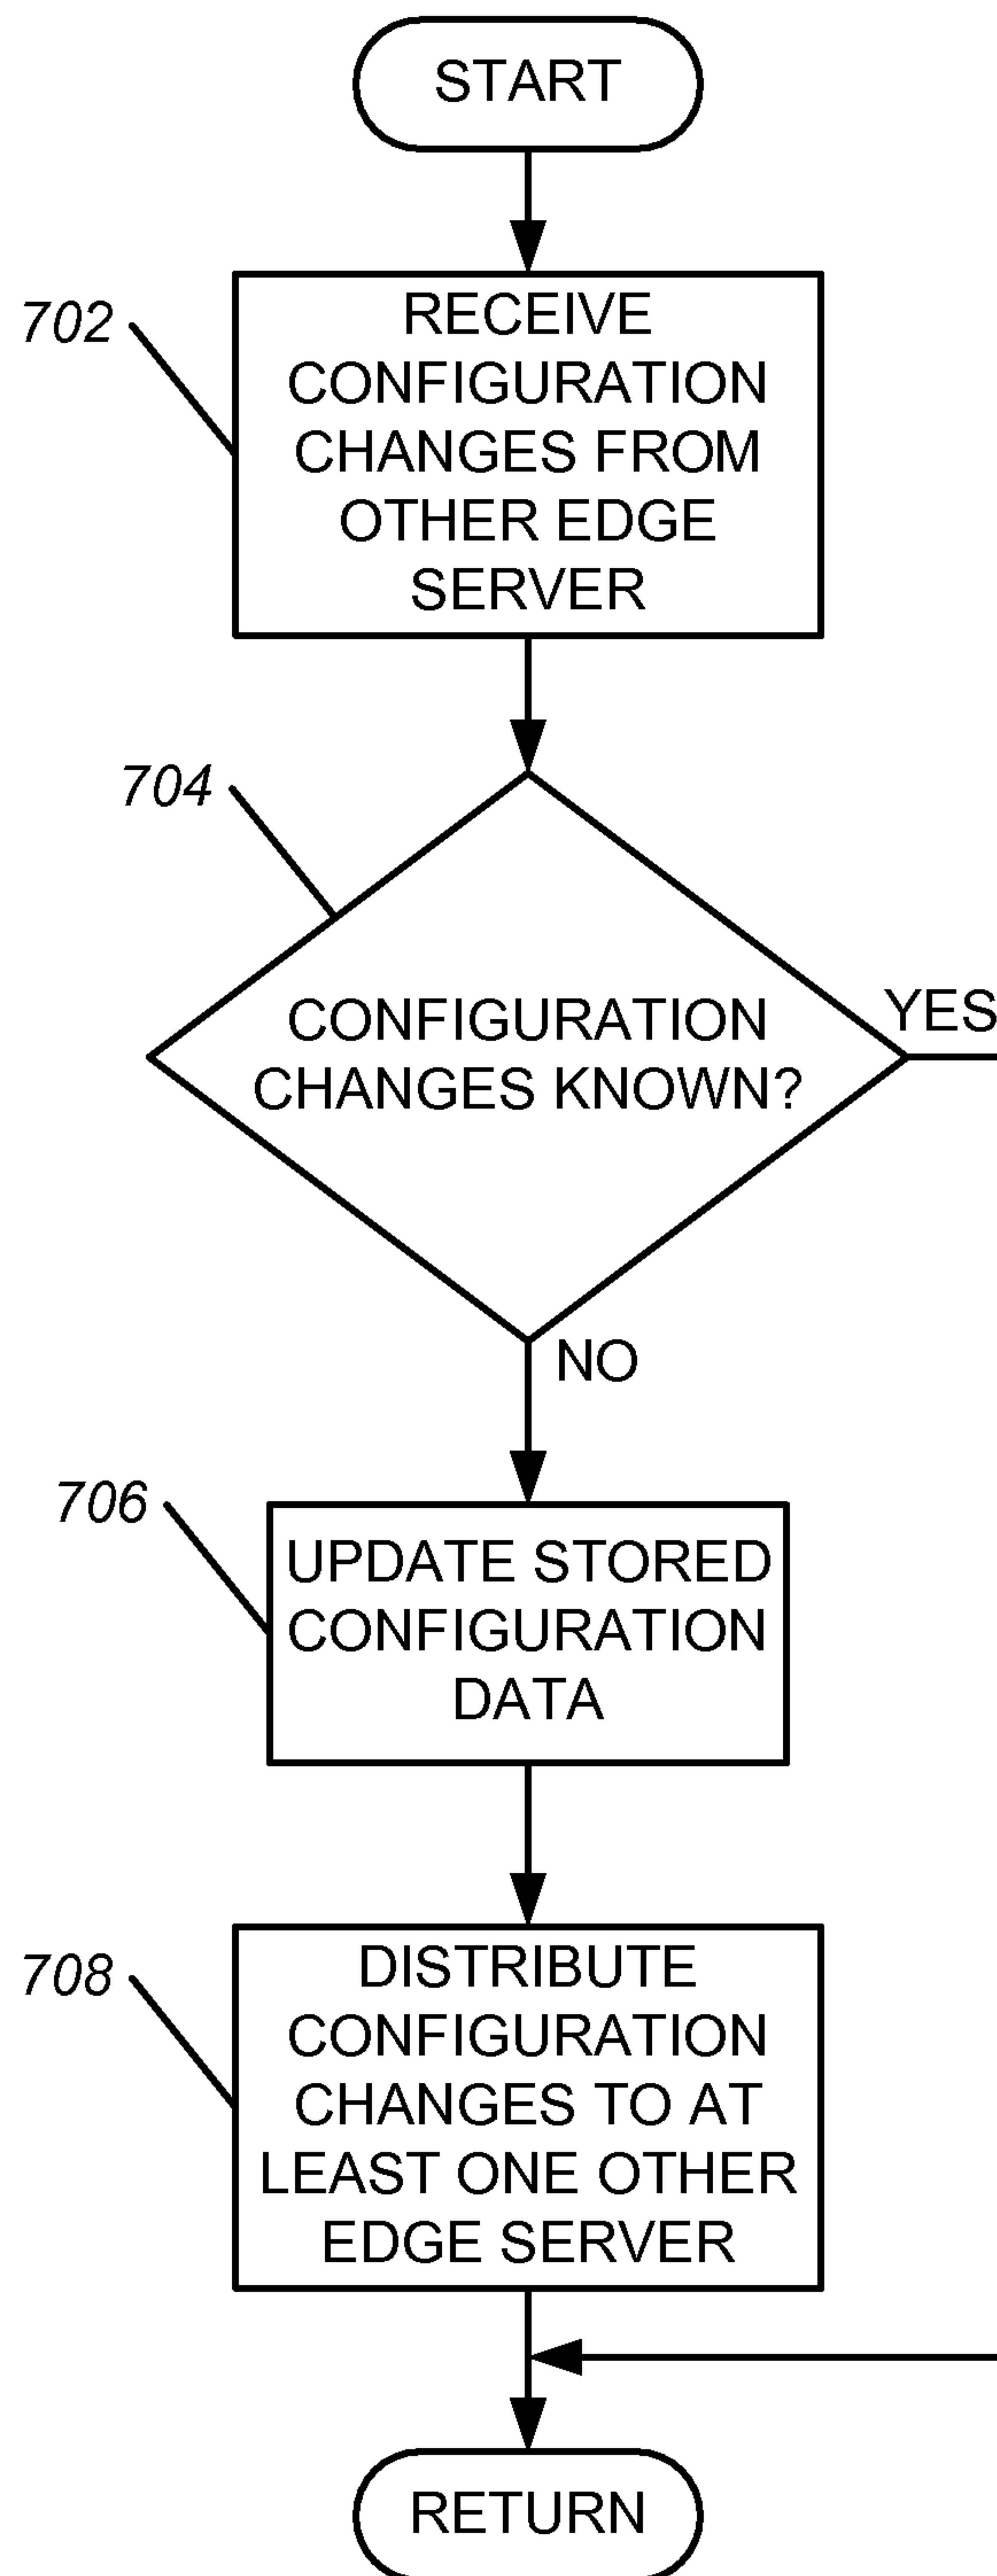 START
702
RECEIVE
CONFIGURATION
CHANGES FROM
OTHER EDGE
SERVER
704
CONFIGURATION
CHANGES KNOWN?
YES
NO
706
UPDATE STORED
CONFIGURATION
DATA
708
DISTRIBUTE
CONFIGURATION
CHANGES TO AT
LEAST ONE OTHER
EDGE SERVER
RETURN